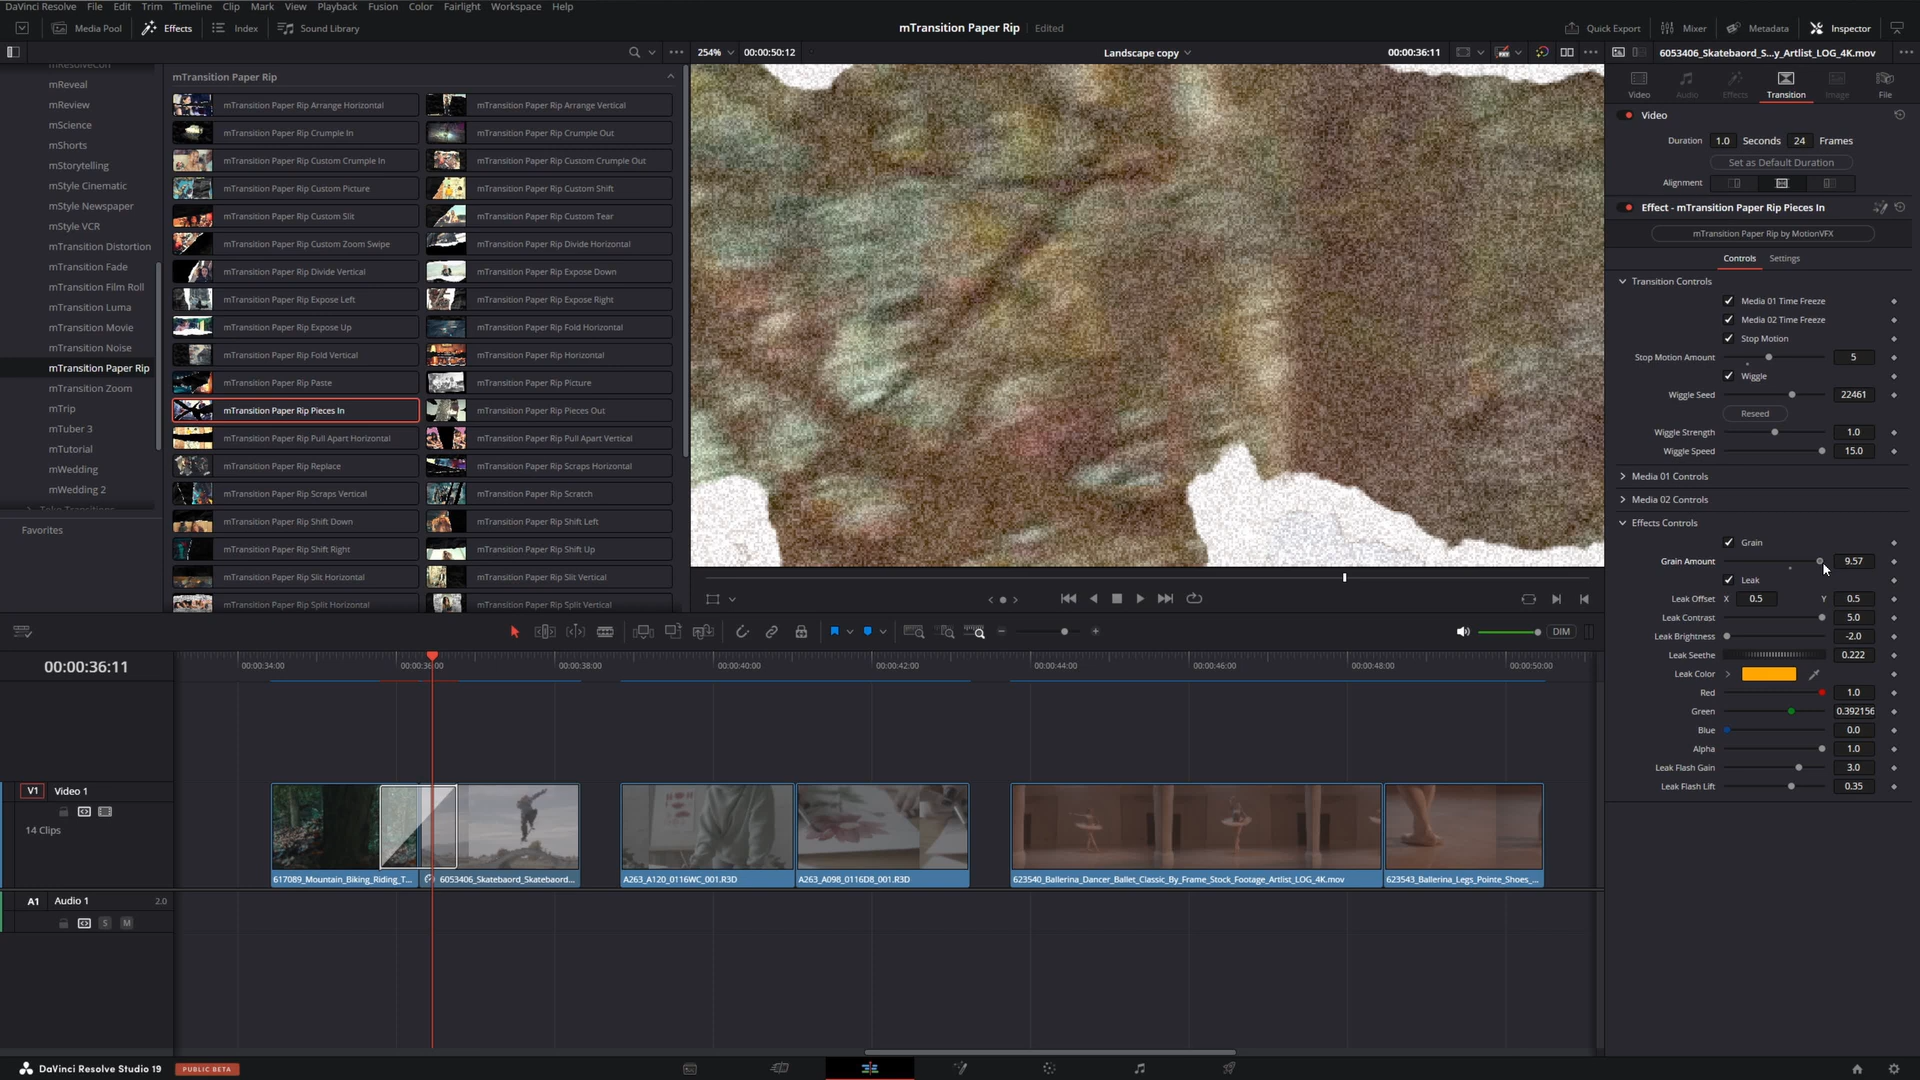 DaVinci Resolve File Edit Trim Timeline Clip Mark View Playback Fusion Color Fairlight Workspace Help
Media Pool Effects Index Sound Library
mTransition Paper Rip Edited
Quick Export Mixer Metadata Inspector
254% 00:00:50:12 Landscape copy 00:00:36:11
6053406_Skatebaord_S...y_Artlist_LOG_4K.mov
mReveal
mReview
mScience
mShorts
mStorytelling
mStyle Cinematic
mStyle Newspaper
mStyle VCR
mTransition Distortion
mTransition Fade
mTransition Film Roll
mTransition Luma
mTransition Movie
mTransition Noise
mTransition Paper Rip
mTransition Zoom
mTrip
mTuber 3
mTutorial
mWedding
mWedding 2
Favorites
mTransition Paper Rip
mTransition Paper Rip Arrange Horizontal mTransition Paper Rip Arrange Vertical
mTransition Paper Rip Crumple In mTransition Paper Rip Crumple Out
mTransition Paper Rip Custom Crumple In mTransition Paper Rip Custom Crumple Out
mTransition Paper Rip Custom Picture mTransition Paper Rip Custom Shift
mTransition Paper Rip Custom Slit mTransition Paper Rip Custom Tear
mTransition Paper Rip Custom Zoom Swipe mTransition Paper Rip Divide Horizontal
mTransition Paper Rip Divide Vertical mTransition Paper Rip Expose Down
mTransition Paper Rip Expose Left mTransition Paper Rip Expose Right
mTransition Paper Rip Expose Up mTransition Paper Rip Fold Horizontal
mTransition Paper Rip Fold Vertical mTransition Paper Rip Horizontal
mTransition Paper Rip Paste mTransition Paper Rip Picture
mTransition Paper Rip Pieces In mTransition Paper Rip Pieces Out
mTransition Paper Rip Pull Apart Horizontal mTransition Paper Rip Pull Apart Vertical
mTransition Paper Rip Replace mTransition Paper Rip Scraps Horizontal
mTransition Paper Rip Scraps Vertical mTransition Paper Rip Scratch
mTransition Paper Rip Shift Down mTransition Paper Rip Shift Left
mTransition Paper Rip Shift Right mTransition Paper Rip Shift Up
mTransition Paper Rip Slit Horizontal mTransition Paper Rip Slit Vertical
mTransition Paper Rip Split Horizontal mTransition Paper Rip Split Vertical
Video Audio Effects Transition Image File
Video
Duration 1.0 Seconds 24 Frames
Set as Default Duration
Alignment
Effect - mTransition Paper Rip Pieces In
mTransition Paper Rip by MotionVFX
Controls Settings
Transition Controls
Media 01 Time Freeze
Media 02 Time Freeze
Stop Motion
Stop Motion Amount 5
Wiggle
Wiggle Seed 22461
Reseed
Wiggle Strength 1.0
Wiggle Speed 15.0
Media 01 Controls
Media 02 Controls
Effects Controls
Grain
Grain Amount 9.57
Leak
Leak Offset X 0.5 Y 0.5
Leak Contrast 5.0
Leak Brightness -2.0
Leak Seethe 0.222
Leak Color
Red 1.0
Green 0.392156
Blue 0.0
Alpha 1.0
Leak Flash Gain 3.0
Leak Flash Lift 0.35
DIM
00:00:36:11
00:00:34:00 00:00:36:00 00:00:38:00 00:00:40:00 00:00:42:00 00:00:44:00 00:00:46:00 00:00:48:00 00:00:50:00
V1 Video 1
14 Clips
617089_Mountain_Biking_Riding_T... 6053406_Skatebaord_Skateboard... A263_A120_0116WC_001.R3D A263_A098_0116D8_001.R3D 623540_Ballerina_Dancer_Ballet_Classic_By_Frame_Stock_Footage_Artlist_LOG_4K.mov 623543_Ballerina_Legs_Pointe_Shoes_...
A1 Audio 1 2.0
S M
DaVinci Resolve Studio 19 PUBLIC BETA